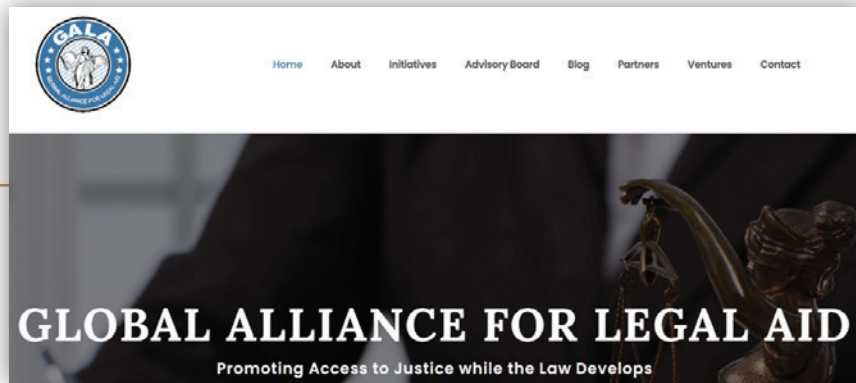 GALA
GLOBAL ALLIANCE FOR LEGAL AID
Home About Initiatives Advisory Board Blog Partners Ventures Contact
GLOBAL ALLIANCE FOR LEGAL AID
Promoting Access to Justice while the Law Develops